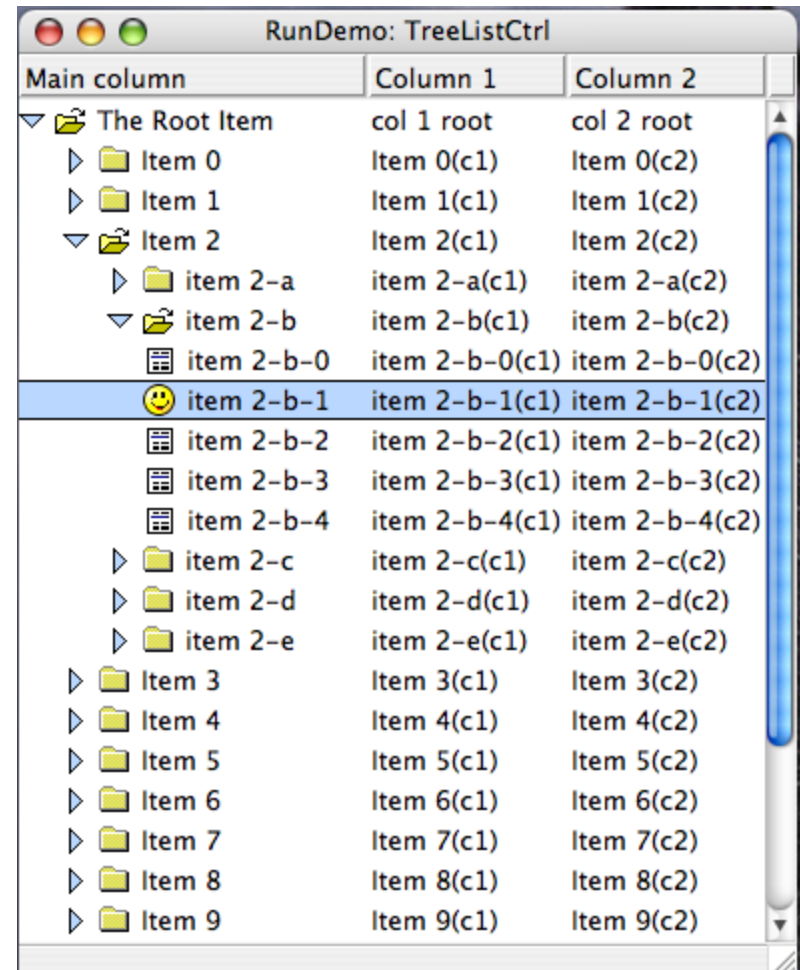 RunDemo: TreeListCtrl
Main column Column 1 Column 2
The Root Item col 1 root col 2 root
Item 0 Item 0(c1) Item 0(c2)
Item 1 Item 1(c1) Item 1(c2)
Item 2 Item 2(c1) Item 2(c2)
item 2-a item 2-a(c1) item 2-a(c2)
item 2-b item 2-b(c1) item 2-b(c2)
item 2-b-0 item 2-b-0(c1) item 2-b-0(c2)
item 2-b-1 item 2-b-1(c1) item 2-b-1(c2)
item 2-b-2 item 2-b-2(c1) item 2-b-2(c2)
item 2-b-3 item 2-b-3(c1) item 2-b-3(c2)
item 2-b-4 item 2-b-4(c1) item 2-b-4(c2)
item 2-c item 2-c(c1) item 2-c(c2)
item 2-d item 2-d(c1) item 2-d(c2)
item 2-e item 2-e(c1) item 2-e(c2)
Item 3 Item 3(c1) Item 3(c2)
Item 4 Item 4(c1) Item 4(c2)
Item 5 Item 5(c1) Item 5(c2)
Item 6 Item 6(c1) Item 6(c2)
Item 7 Item 7(c1) Item 7(c2)
Item 8 Item 8(c1) Item 8(c2)
Item 9 Item 9(c1) Item 9(c2)